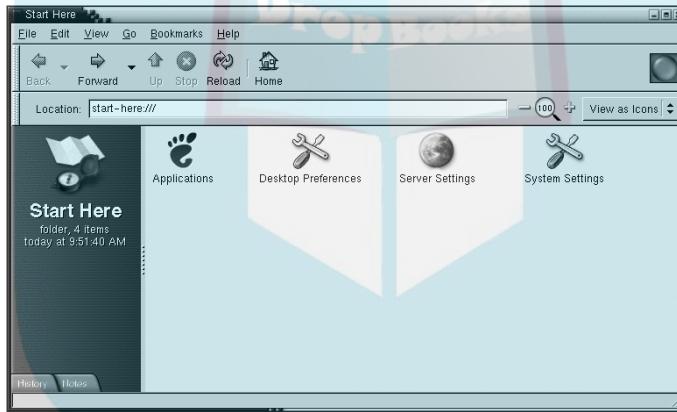 Start Here
File Edit View Go Bookmarks Help
Back Forward Up Stop Reload Home
Location: start-here:///
100
View as Icons
Applications
Desktop Preferences
Server Settings
System Settings
Start Here
folder, 4 items
today at 9:51:40 AM
History Notes
Drop Books